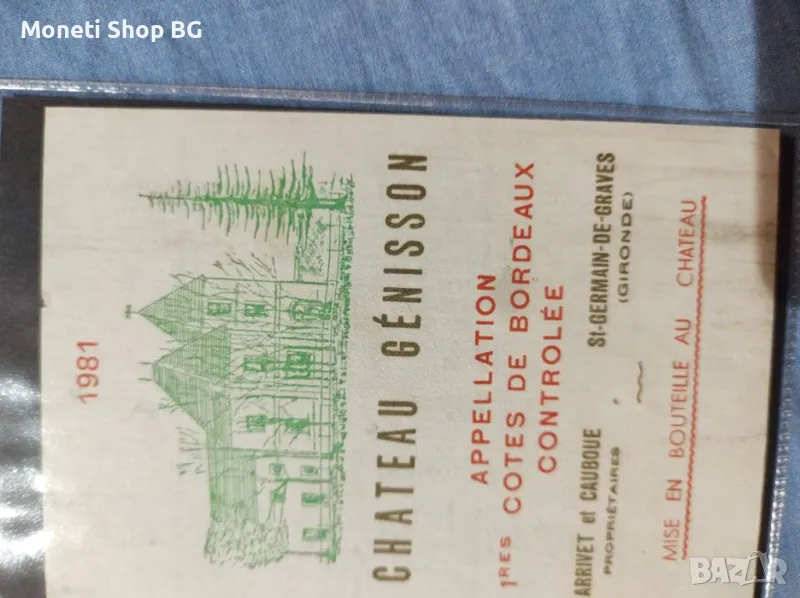 Moneti Shop BG
1981
CHATEAU GÉNISSON
APPELLATION
1RES COTES DE BORDEAUX
CONTROLÉE
ARRIVET et CAUBOUE, St-GERMAIN-DE-GRAVES
PROPRIÉTAIRES (GIRONDE)
MISE EN BOUTEILLE AU CHATEAU
BAZAR